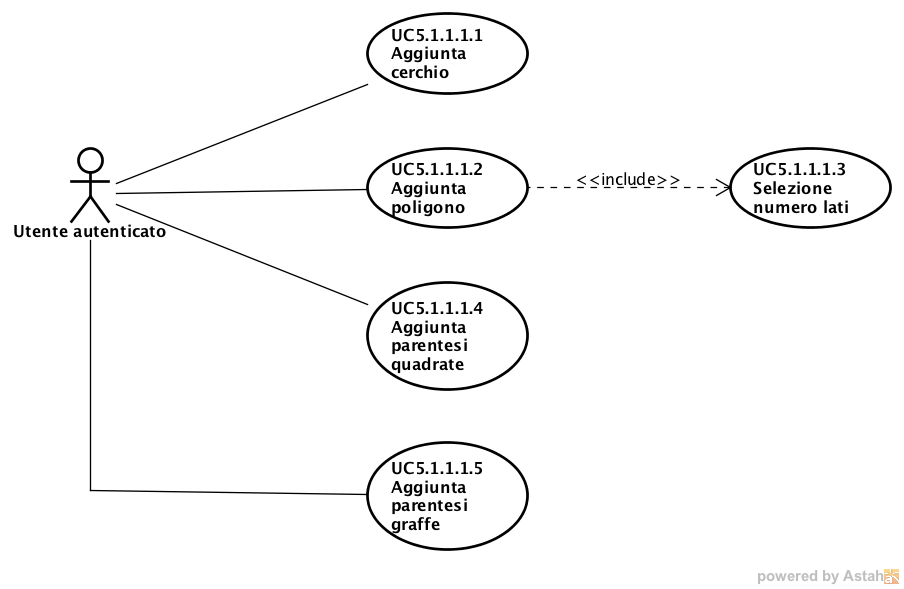 UC5.1.1.1.1
Aggiunta
cerchio
UC5.1.1.1.2
Aggiunta
poligono
<<include>>
UC5.1.1.1.3
Selezione
numero lati
Utente autenticato
UC5.1.1.1.4
Aggiunta
parentesi
quadrate
UC5.1.1.1.5
Aggiunta
parentesi
graffe
powered by Astah